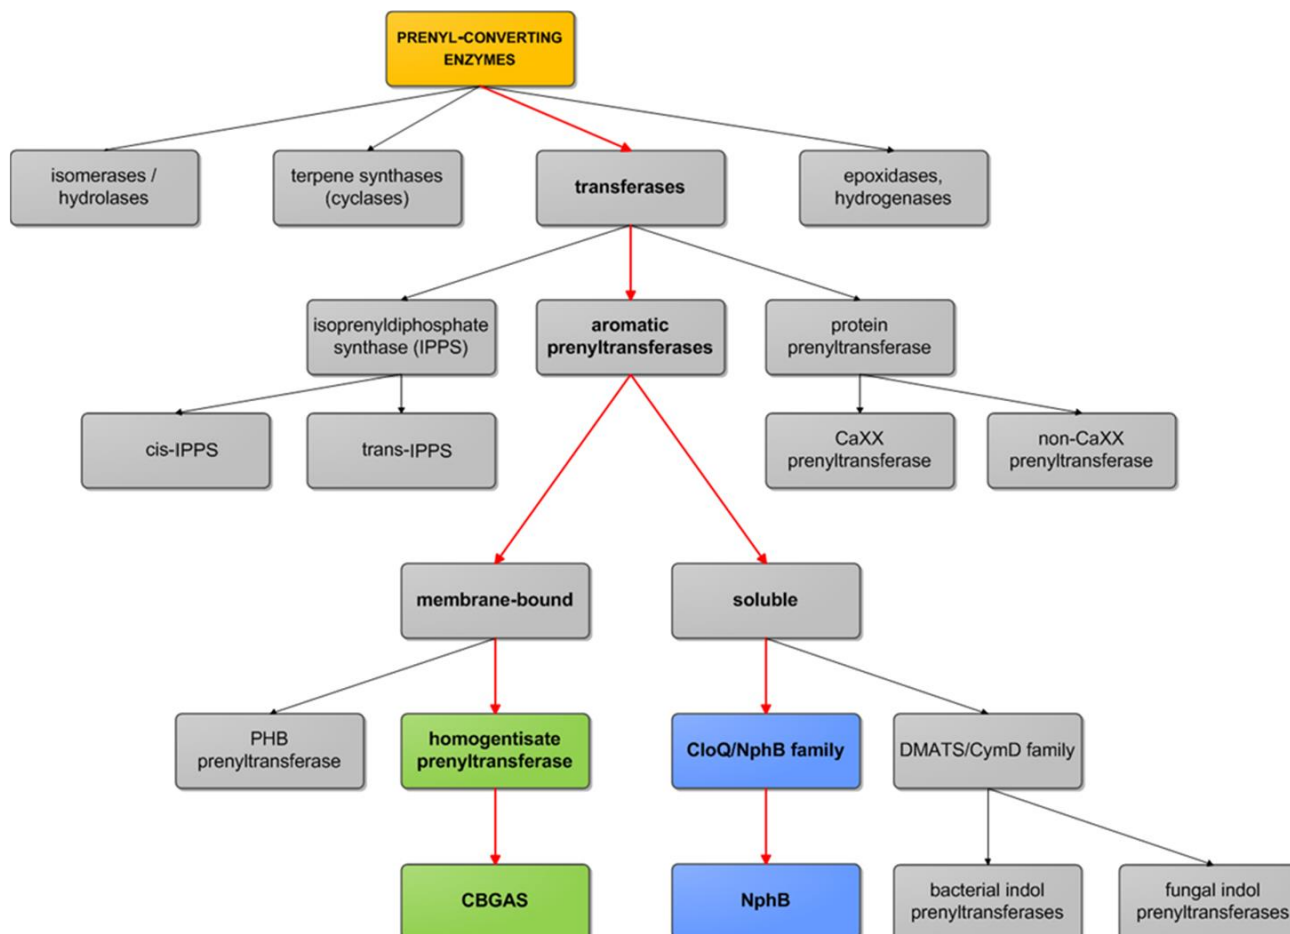 PRENYL-CONVERTING
ENZYMES
isomerases /
hydrolases
terpene synthases
(cyclases)
transferases
epoxidases,
hydrogenases
isoprenyldiphosphate
synthase (IPPS)
aromatic
prenyltransferases
protein
prenyltransferase
cis-IPPS
trans-IPPS
CaXX
prenyltransferase
non-CaXX
prenyltransferase
membrane-bound
soluble
PHB
prenyltransferase
homogentisate
prenyltransferase
CloQ/NphB family
DMATS/CymD family
CBGAS
NphB
bacterial indol
prenyltransferases
fungal indol
prenyltransferases